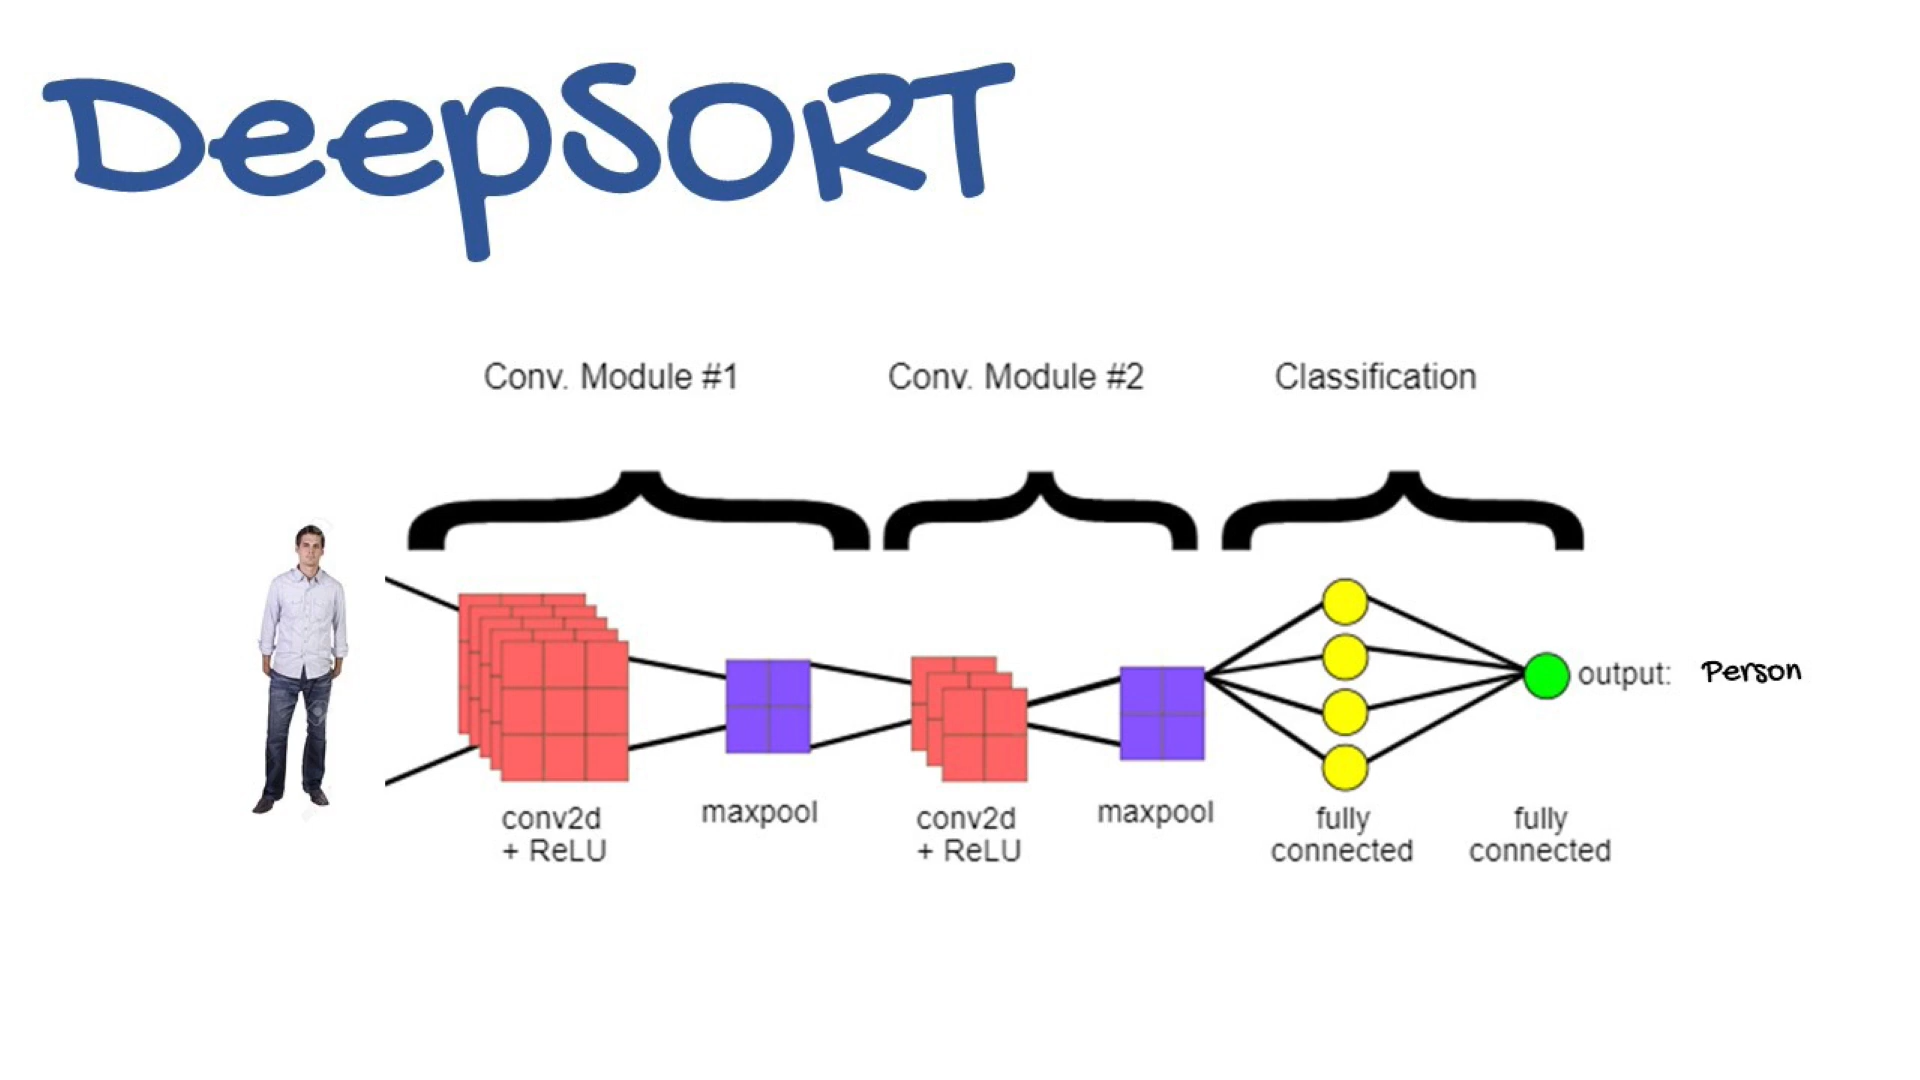 DeepSORT
Conv. Module #1
Conv. Module #2
Classification
output: Person
conv2d
+ ReLU
maxpool
conv2d
+ ReLU
maxpool
fully
connected
fully
connected